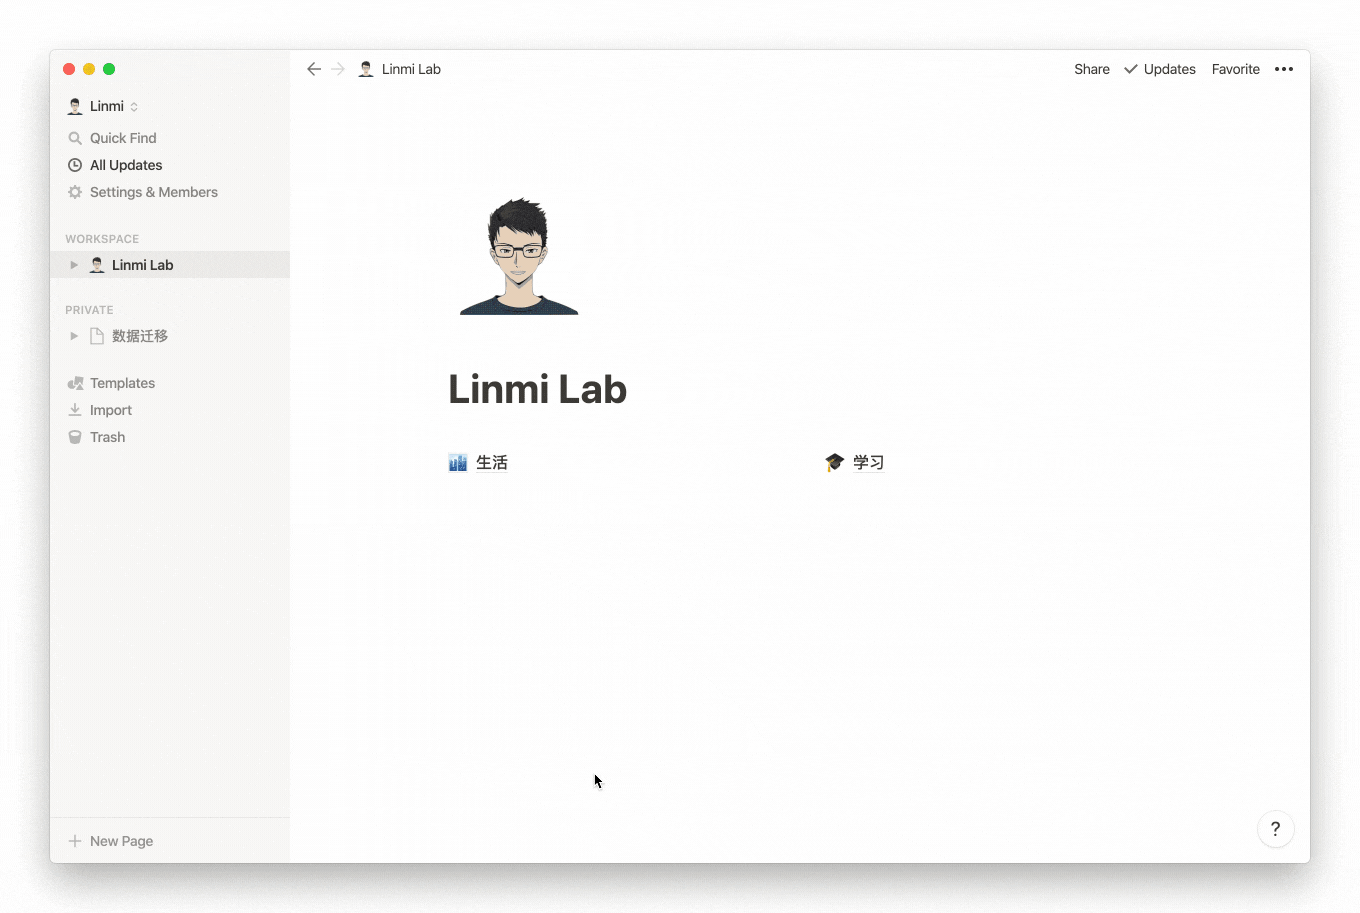 Linmi
Quick Find
All Updates
Settings & Members
WORKSPACE
Linmi Lab
PRIVATE
数据迁移
Templates
Import
Trash
New Page
Linmi Lab
Share
Updates
Favorite
Linmi Lab
生活
学习
?